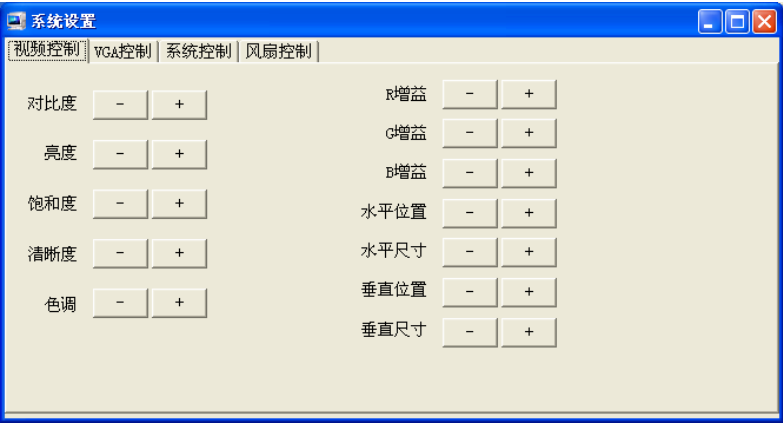 系统设置
视频控制 VGA控制 系统控制 风扇控制
对比度 - +
亮度 - +
饱和度 - +
清晰度 - +
色调 - +
R增益 - +
G增益 - +
B增益 - +
水平位置 - +
水平尺寸 - +
垂直位置 - +
垂直尺寸 - +